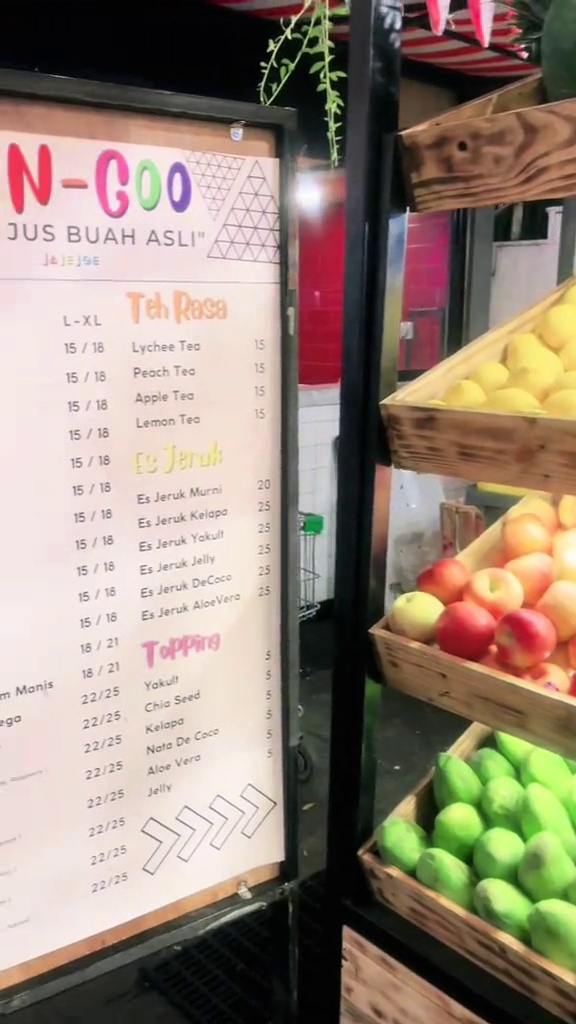 N-GOO
JUS BUAH ASLI"
L-XL
15 / 18
15 / 18
15 / 18
15 / 18
15 / 18
15 / 18
15 / 18
15 / 18
15 / 18
15 / 18
15 / 18
18 / 21
18 / 21
m Manis 22/25
ega 22/25
22/25
22/25
22/25
22/25
22/25
22/25
Teh Rasa
Lychee Tea 15
Peach Tea 15
Apple Tea 15
Lemon Tea 15
Es Jeruk
Es Jeruk Murni 20
Es Jeruk Kelapa 25
Es Jeruk Yakult 25
Es Jeruk Jelly 25
Es Jeruk DeCoco 25
Es Jeruk AloeVera 25
Topping
Yakult 5
Chia Seed 5
Kelapa 5
Nata De Coco 5
Aloe Vera 5
Jelly